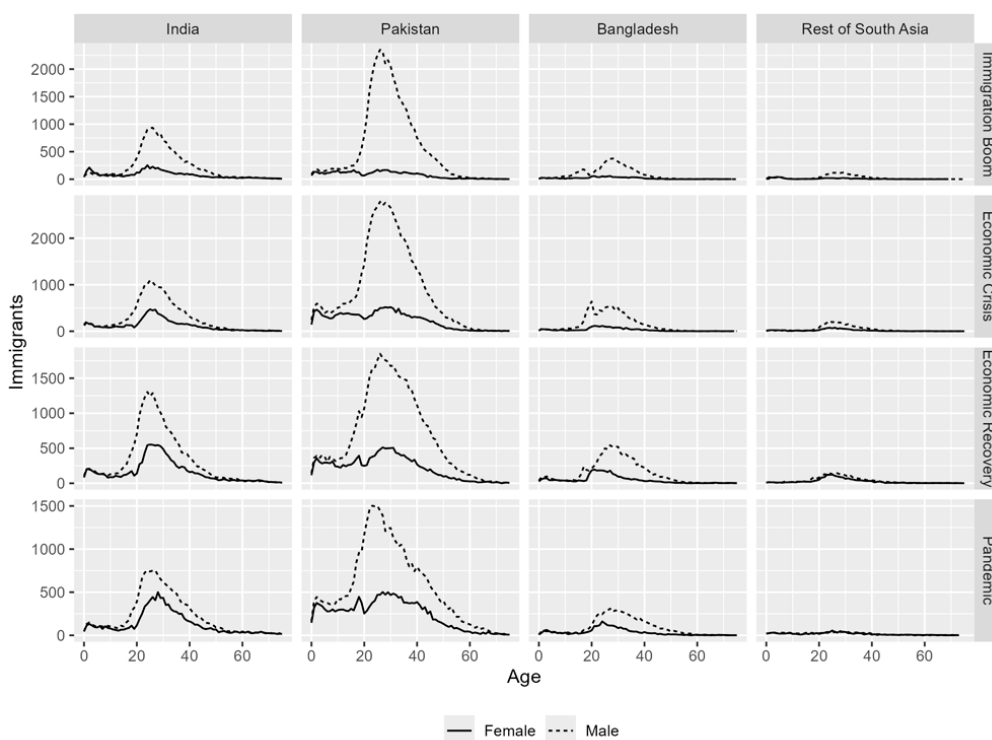 India Pakistan Bangladesh Rest of South Asia
2000
1500
1000
500
0
Immigration Boom
2000
1000
0
Economic Crisis
1500
1000
500
0
Economic Recovery
1500
1000
500
0
Pandemic
0 20 40 60 0 20 40 60 0 20 40 60 0 20 40 60
Immigrants
Age
Female Male